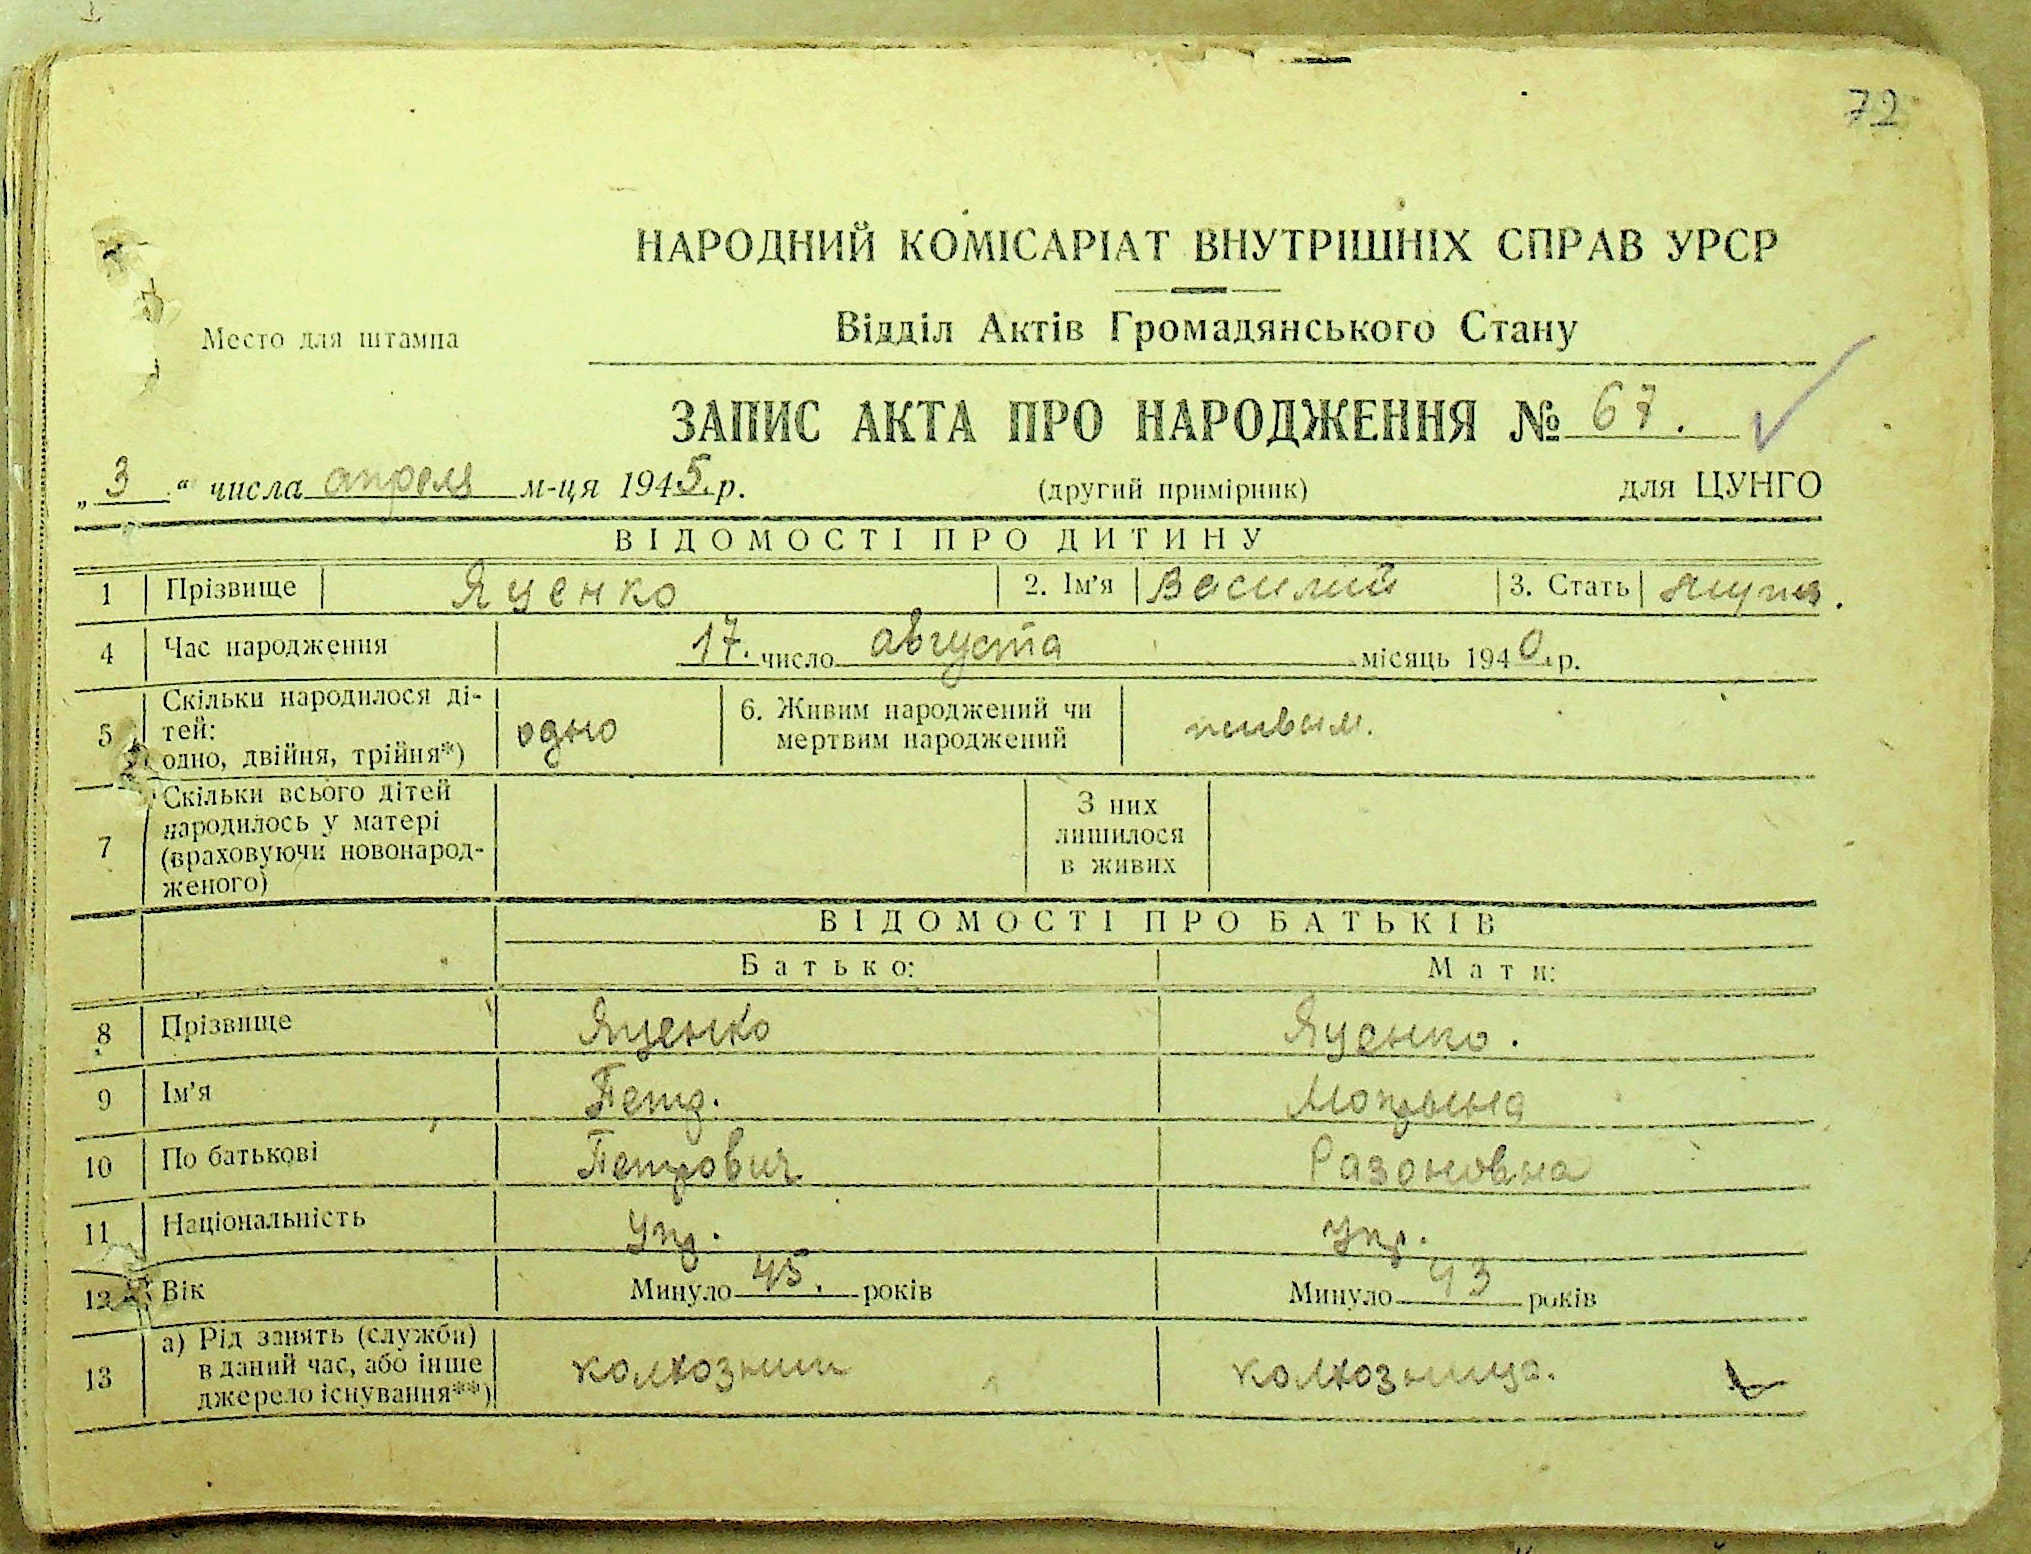 72
НАРОДНИЙ КОМІСАРІАТ ВНУТРІШНІХ СПРАВ УРСР
Место для штампа
Відділ Актів Громадянського Стану
ЗАПИС АКТА ПРО НАРОДЖЕННЯ № 67.
„3“ числа апреля м-ця 1945.р. (другий примірник) для ЦУНГО
ВІДОМОСТІ ПРО ДИТИНУ
1 Прізвище Яценко 2. Ім'я Василий 3. Стать
4 Час народження 17. число августа місяць 1940.р.
5 Скільки народилося ді-
тей:
одно, двійня, трійня*) одно 6. Живим народжений чи
мертвим народжений живым.
7 Скільки всього дітей
народилось у матері
(враховуючи новонарод-
женого)
З них
лишилося
в живих
ВІДОМОСТІ ПРО БАТЬКІВ
Батько: Мати:
8 Прізвище Яценко Яценко.
9 Ім'я Петр.
10 По батькові Петрович
11 Національність Укр. Укр.
12 Вік Минуло 45. років Минуло 43 років
13 а) Рід занять (служби)
в даний час, або інше
джерело існування**) колхозник колхозница.